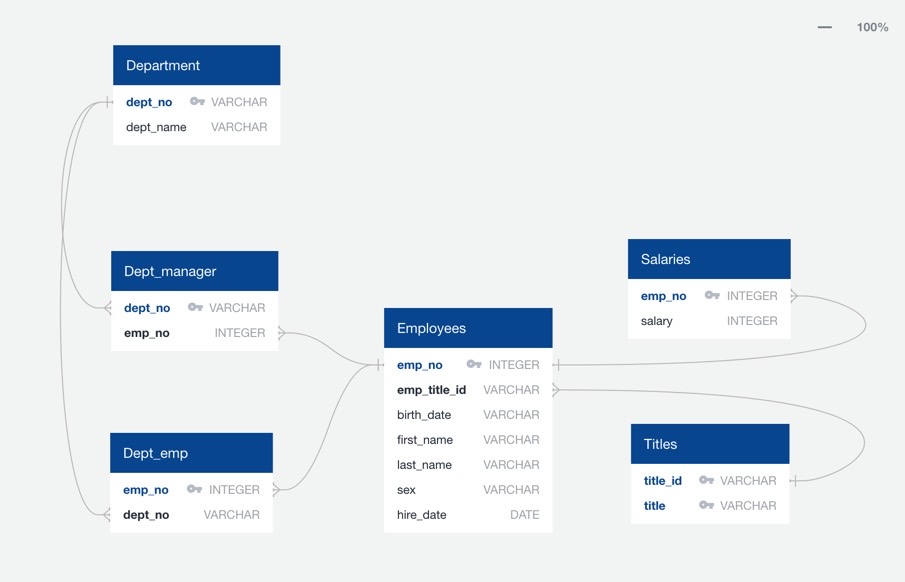 — 100%
Department
dept_no VARCHAR
dept_name VARCHAR
Dept_manager
dept_no VARCHAR
emp_no INTEGER
Dept_emp
emp_no INTEGER
dept_no VARCHAR
Employees
emp_no INTEGER
emp_title_id VARCHAR
birth_date VARCHAR
first_name VARCHAR
last_name VARCHAR
sex VARCHAR
hire_date DATE
Salaries
emp_no INTEGER
salary INTEGER
Titles
title_id VARCHAR
title VARCHAR